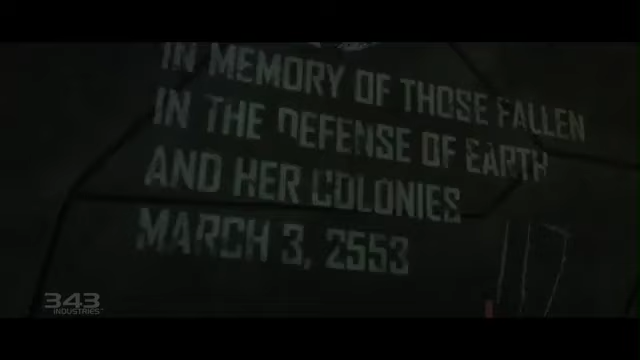 IN MEMORY OF THOSE FALLEN
IN THE DEFENSE OF EARTH
AND HER COLONIES
MARCH 3, 2553
343
INDUSTRIES